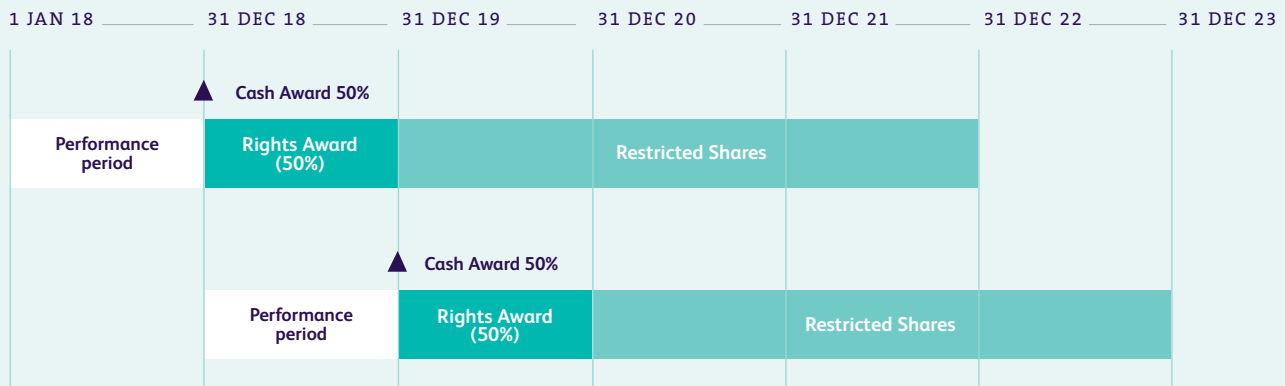 1 JAN 18 31 DEC 18 31 DEC 19 31 DEC 20 31 DEC 21 31 DEC 22 31 DEC 23
Cash Award 50%
Performance
period
Rights Award
(50%)
Restricted Shares
Cash Award 50%
Performance
period
Rights Award
(50%)
Restricted Shares